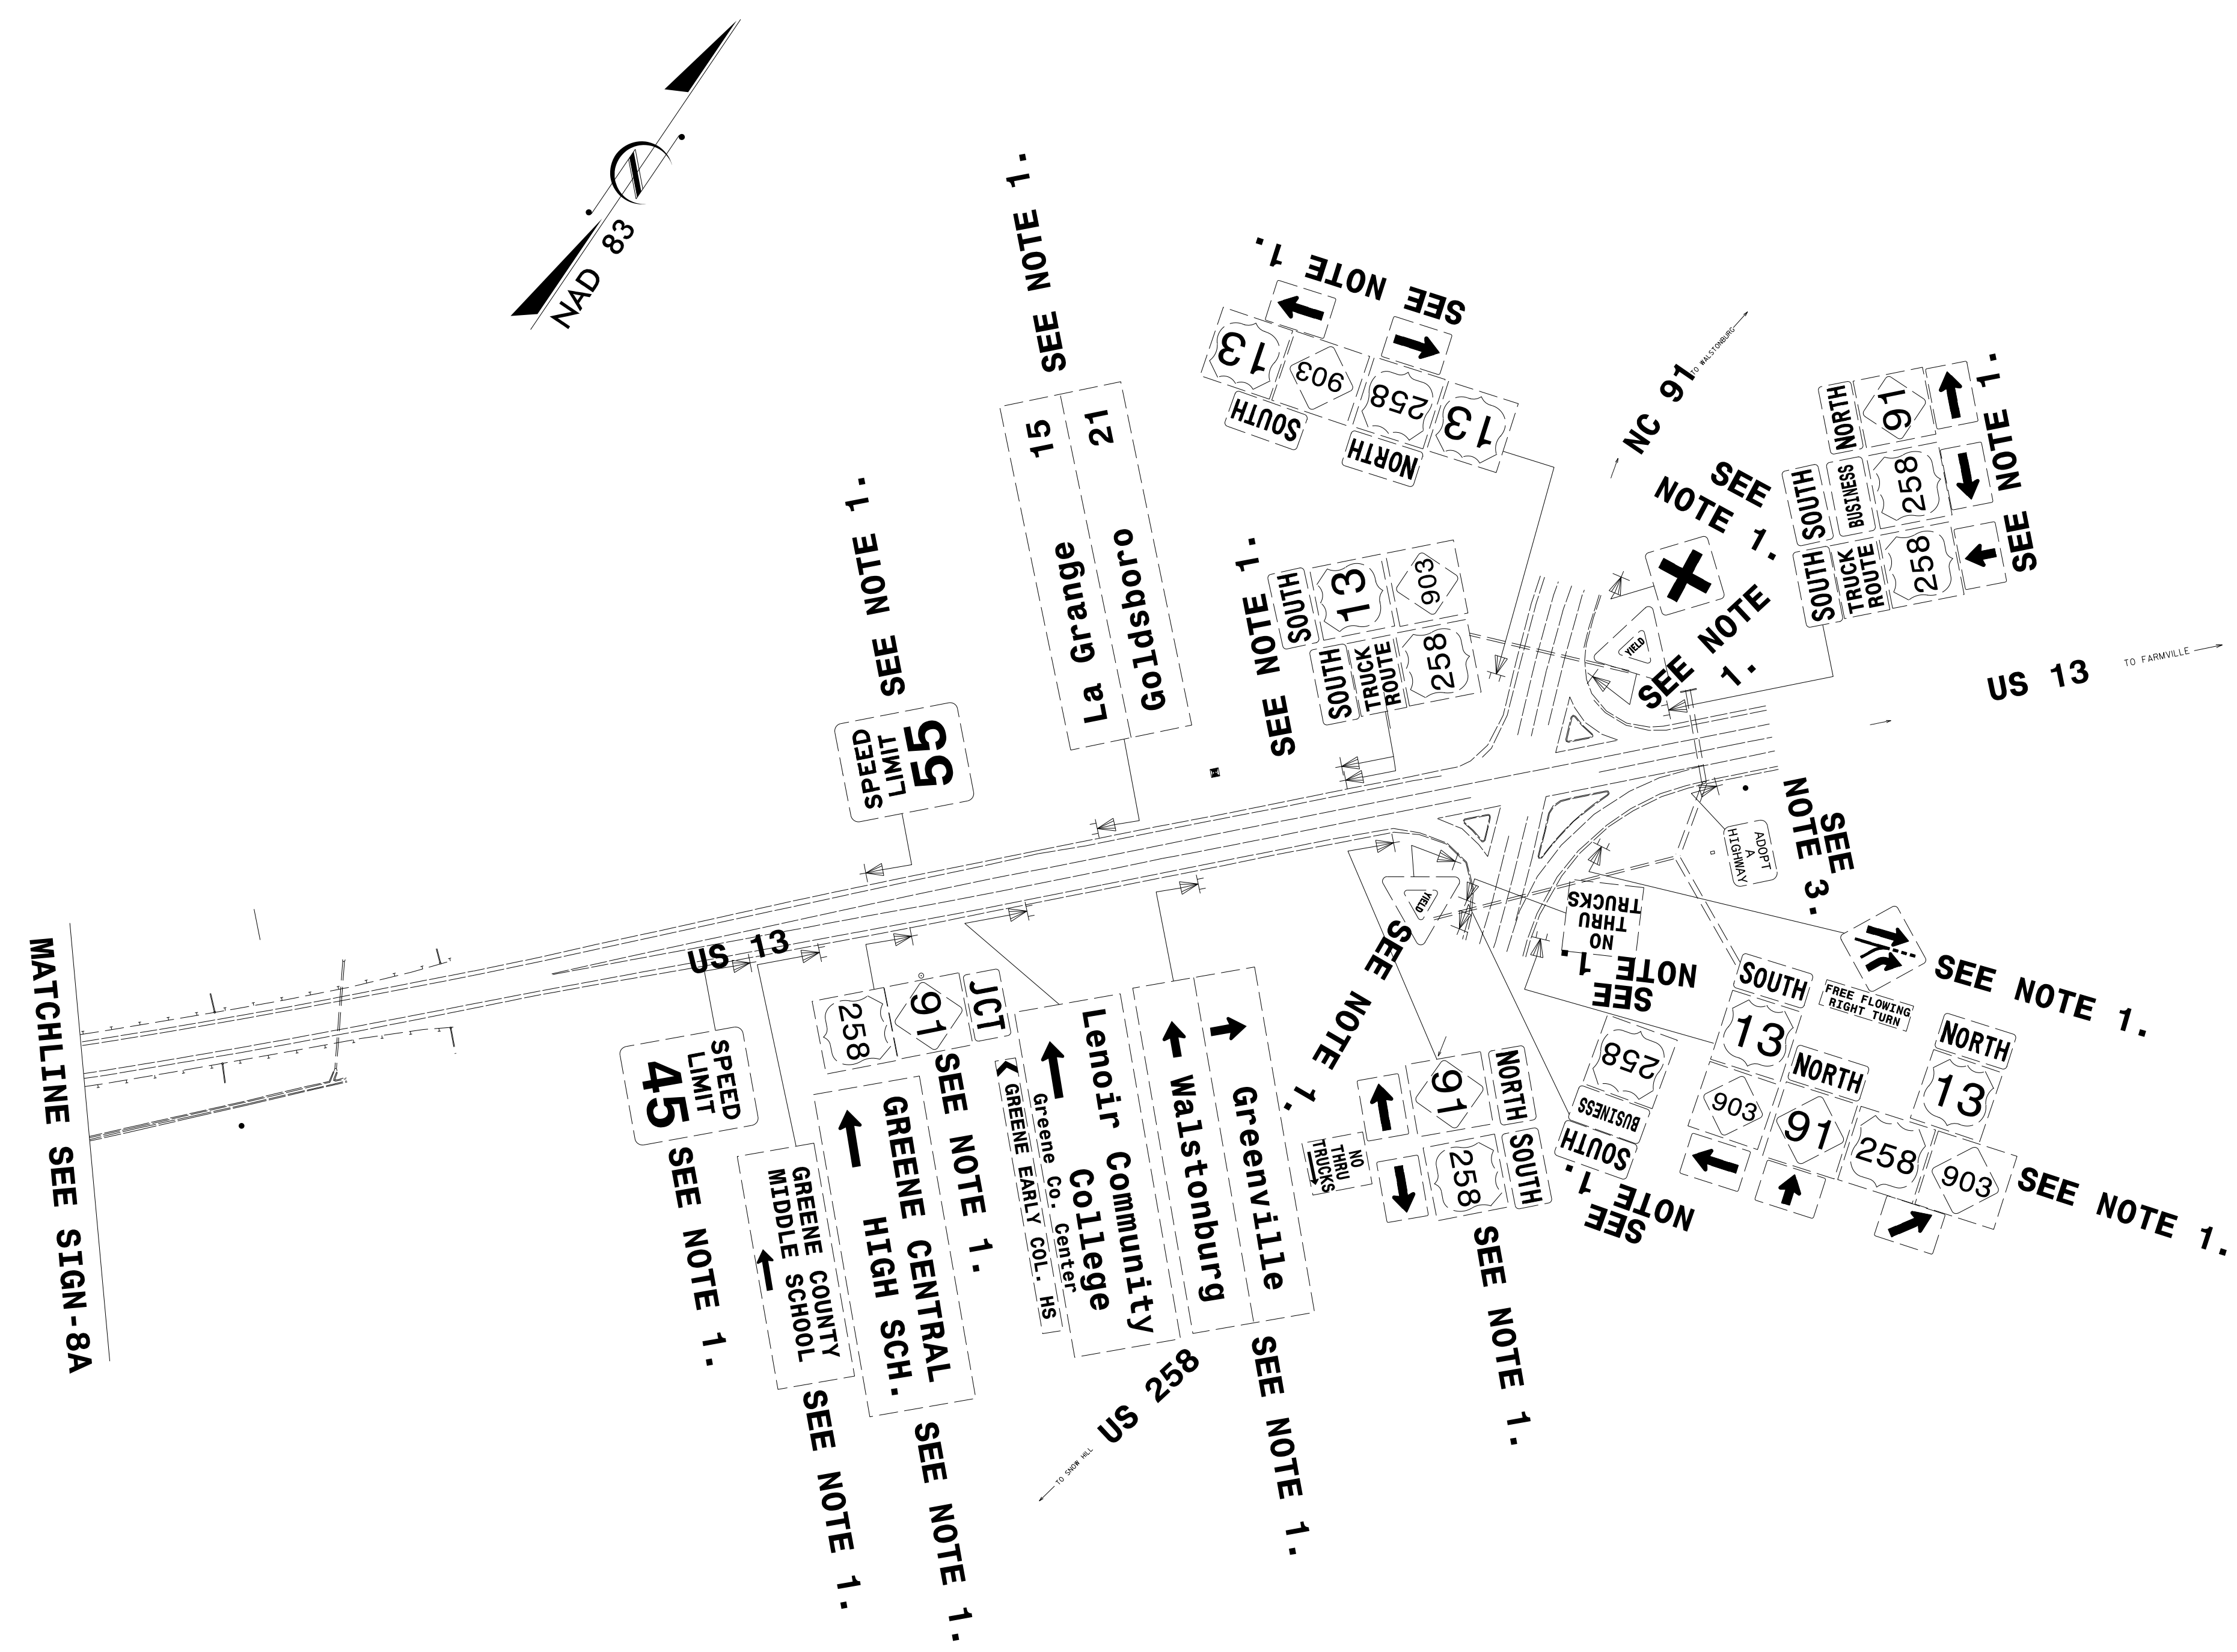 NAD 83
SEE NOTE 1.
15
21
La Grange
Goldsboro
SEE NOTE 1.
SPEED
LIMIT
55
SEE NOTE 1.
13
903
258
13
SOUTH
NORTH
SEE NOTE 1.
SOUTH
13
903
SOUTH
TRUCK
ROUTE
258
NC 91
TO WALSTONBURG
SEE
NOTE 1.
YIELD
SEE NOTE
1.
NORTH
91
SOUTH
BUSINESS
258
SOUTH
TRUCK
ROUTE
258
SEE NOTE 1.
US 13
TO FARMVILLE
ADOPT
A
HIGHWAY
SEE
NOTE 3.
MATCHLINE SEE SIGN-8A
US 13
SPEED
LIMIT
45
SEE NOTE 1.
GREENE COUNTY
MIDDLE SCHOOL
SEE NOTE 1.
GREENE CENTRAL
HIGH SCH.
SEE NOTE 1.
JCT
91
258
SEE NOTE 1.
Lenoir Community
College
Greene Co. Center
GREENE EARLY COL. HS
Greenville
Walstonburg
SEE NOTE 1.
US 258
TO SNOW HILL
YIELD
SEE NOTE 1.
NORTH
91
SOUTH
258
NO
THRU
TRUCKS
SEE NOTE 1.
NO
THRU
TRUCKS
SEE
NOTE 1.
SOUTH
BUSINESS
258
SEE
NOTE 1.
FREE FLOWING
RIGHT TURN
SEE NOTE 1.
SOUTH
13
903
NORTH
91
258
NORTH
13
903
SEE NOTE 1.